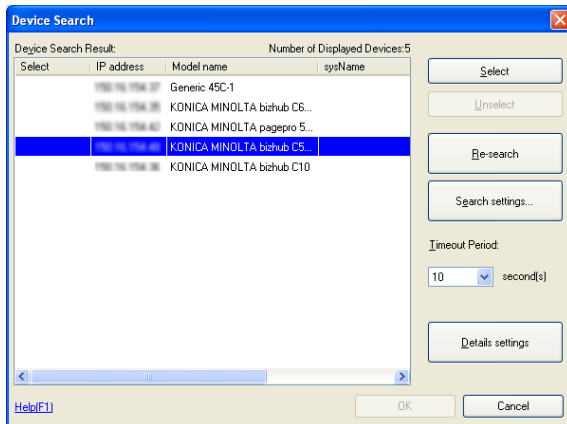 Device Search
Device Search Result: Number of Displayed Devices:5
Select IP address Model name sysName
Generic 45C-1
KONICA MINOLTA bizhub C6...
KONICA MINOLTA pagepro 5...
KONICA MINOLTA bizhub C5...
KONICA MINOLTA bizhub C10
Select
Unselect
Re-search
Search settings...
Timeout Period:
10 second(s)
Details settings
Help(F1)
OK Cancel